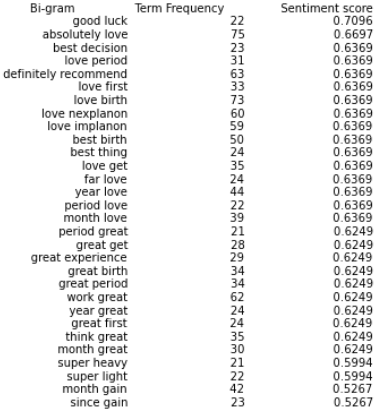 Bi-gram Term Frequency Sentiment score
good luck 22 0.7096
absolutely love 75 0.6697
best decision 23 0.6369
love period 31 0.6369
definitely recommend 63 0.6369
love first 33 0.6369
love birth 73 0.6369
love nexplanon 60 0.6369
love implanon 59 0.6369
best birth 50 0.6369
best thing 24 0.6369
love get 35 0.6369
far love 24 0.6369
year love 44 0.6369
period love 22 0.6369
month love 39 0.6369
period great 21 0.6249
great get 28 0.6249
great experience 29 0.6249
great birth 34 0.6249
great period 34 0.6249
work great 62 0.6249
year great 24 0.6249
great first 24 0.6249
think great 35 0.6249
month great 30 0.6249
super heavy 21 0.5994
super light 22 0.5994
month gain 42 0.5267
since gain 23 0.5267